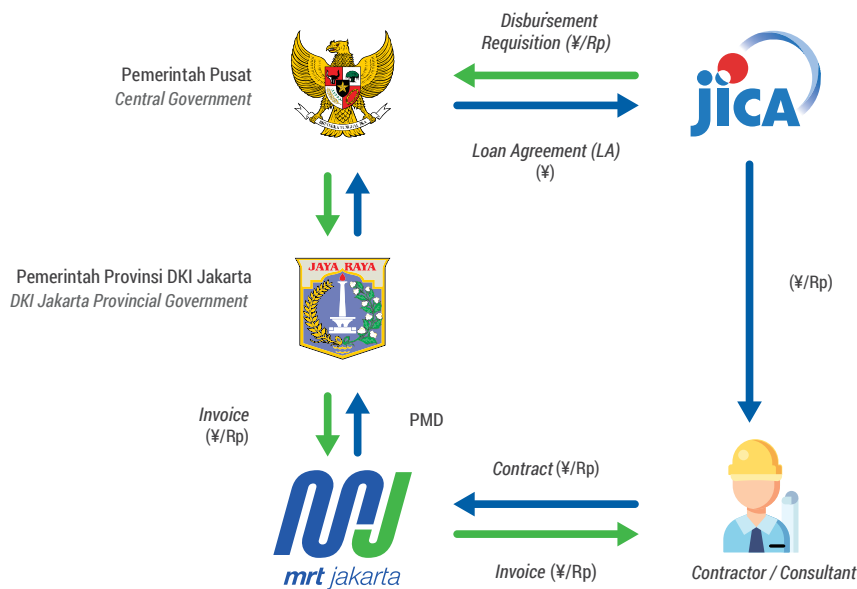 Disbursement
Requisition (¥/Rp)
Pemerintah Pusat
Central Government
jica
Loan Agreement (LA)
(¥)
JAYA RAYA
Pemerintah Provinsi DKI Jakarta
DKI Jakarta Provincial Government
(¥/Rp)
Invoice
(¥/Rp)
PMD
Contract (¥/Rp)
mrt jakarta
Invoice (¥/Rp)
Contractor / Consultant